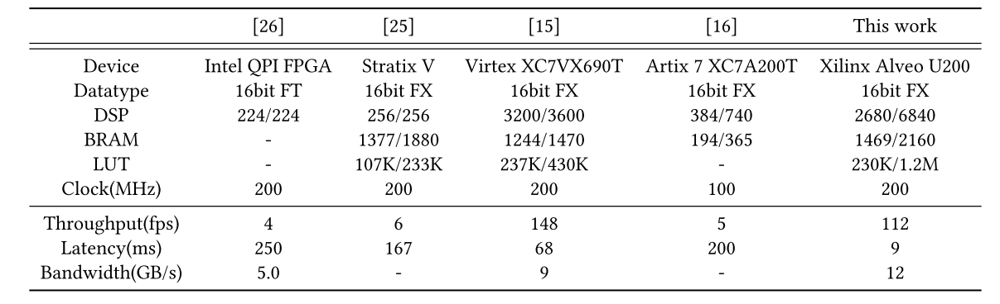 [26] [25] [15] [16] This work
Device Intel QPI FPGA Stratix V Virtex XC7VX690T Artix 7 XC7A200T Xilinx Alveo U200
Datatype 16bit FT 16bit FX 16bit FX 16bit FX 16bit FX
DSP 224/224 256/256 3200/3600 384/740 2680/6840
BRAM - 1377/1880 1244/1470 194/365 1469/2160
LUT - 107K/233K 237K/430K - 230K/1.2M
Clock(MHz) 200 200 200 100 200
Throughput(fps) 4 6 148 5 112
Latency(ms) 250 167 68 200 9
Bandwidth(GB/s) 5.0 - 9 - 12